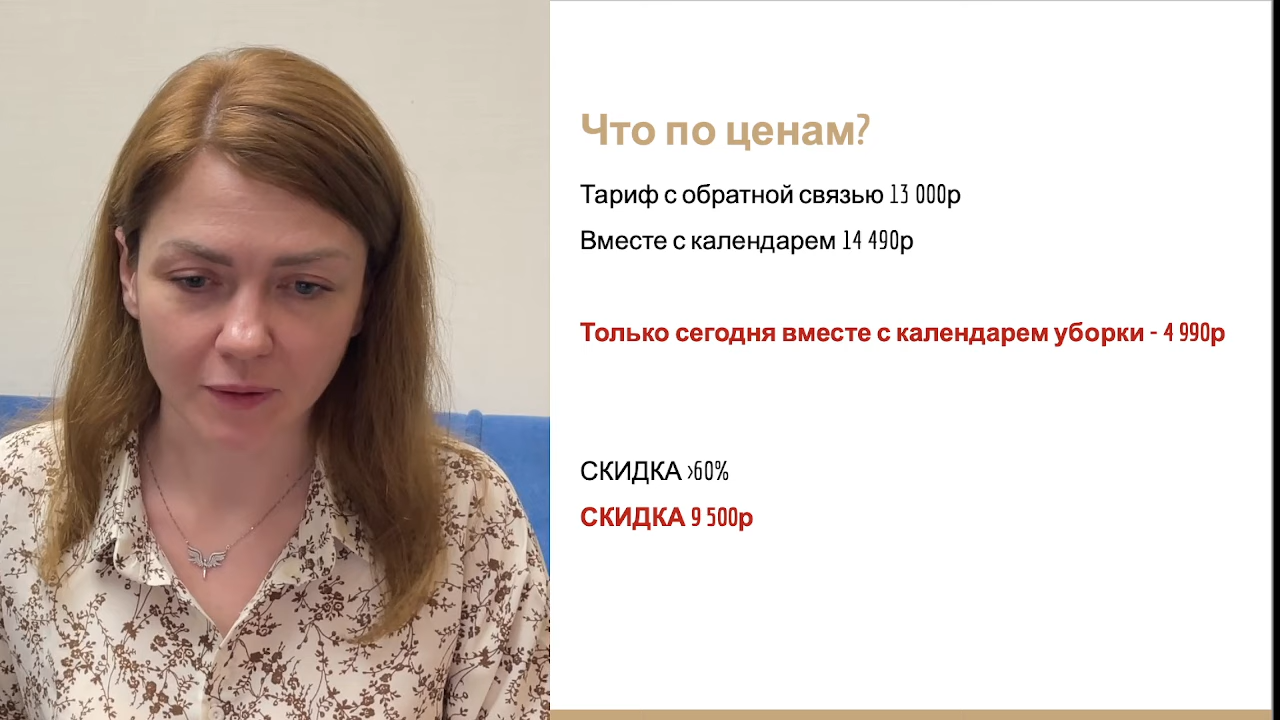 Что по ценам?
Тариф с обратной связью 13 000р
Вместе с календарем 14 490р
Только сегодня вместе с календарем уборки - 4 990р
СКИДКА >60%
СКИДКА 9 500р